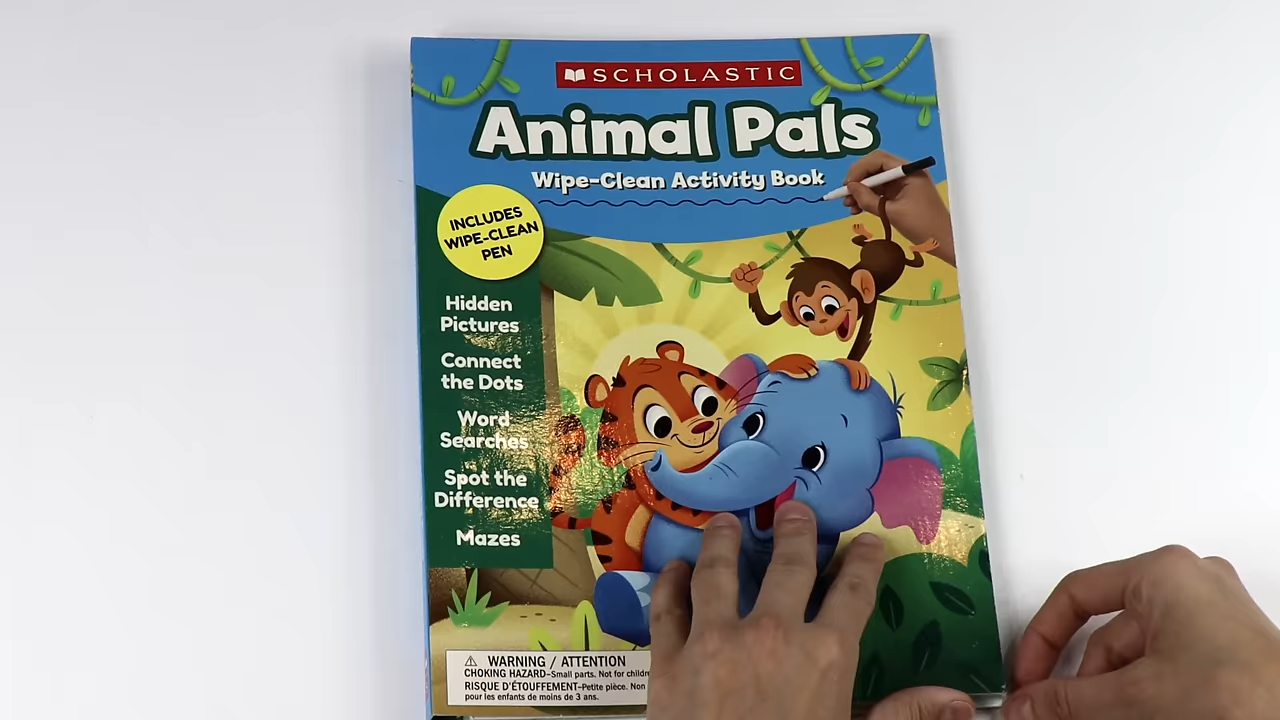 SCHOLASTIC
Animal Pals
Wipe-Clean Activity Book
INCLUDES
WIPE-CLEAN
PEN
Hidden
Pictures
Connect
the Dots
Word
Searches
Spot the
Difference
Mazes
WARNING / ATTENTION
CHOKING HAZARD–Small parts. Not for
RISQUE D'ÉTOUFFEMENT–Petite pièce. Non
pour les enfants de moins de 3 ans.